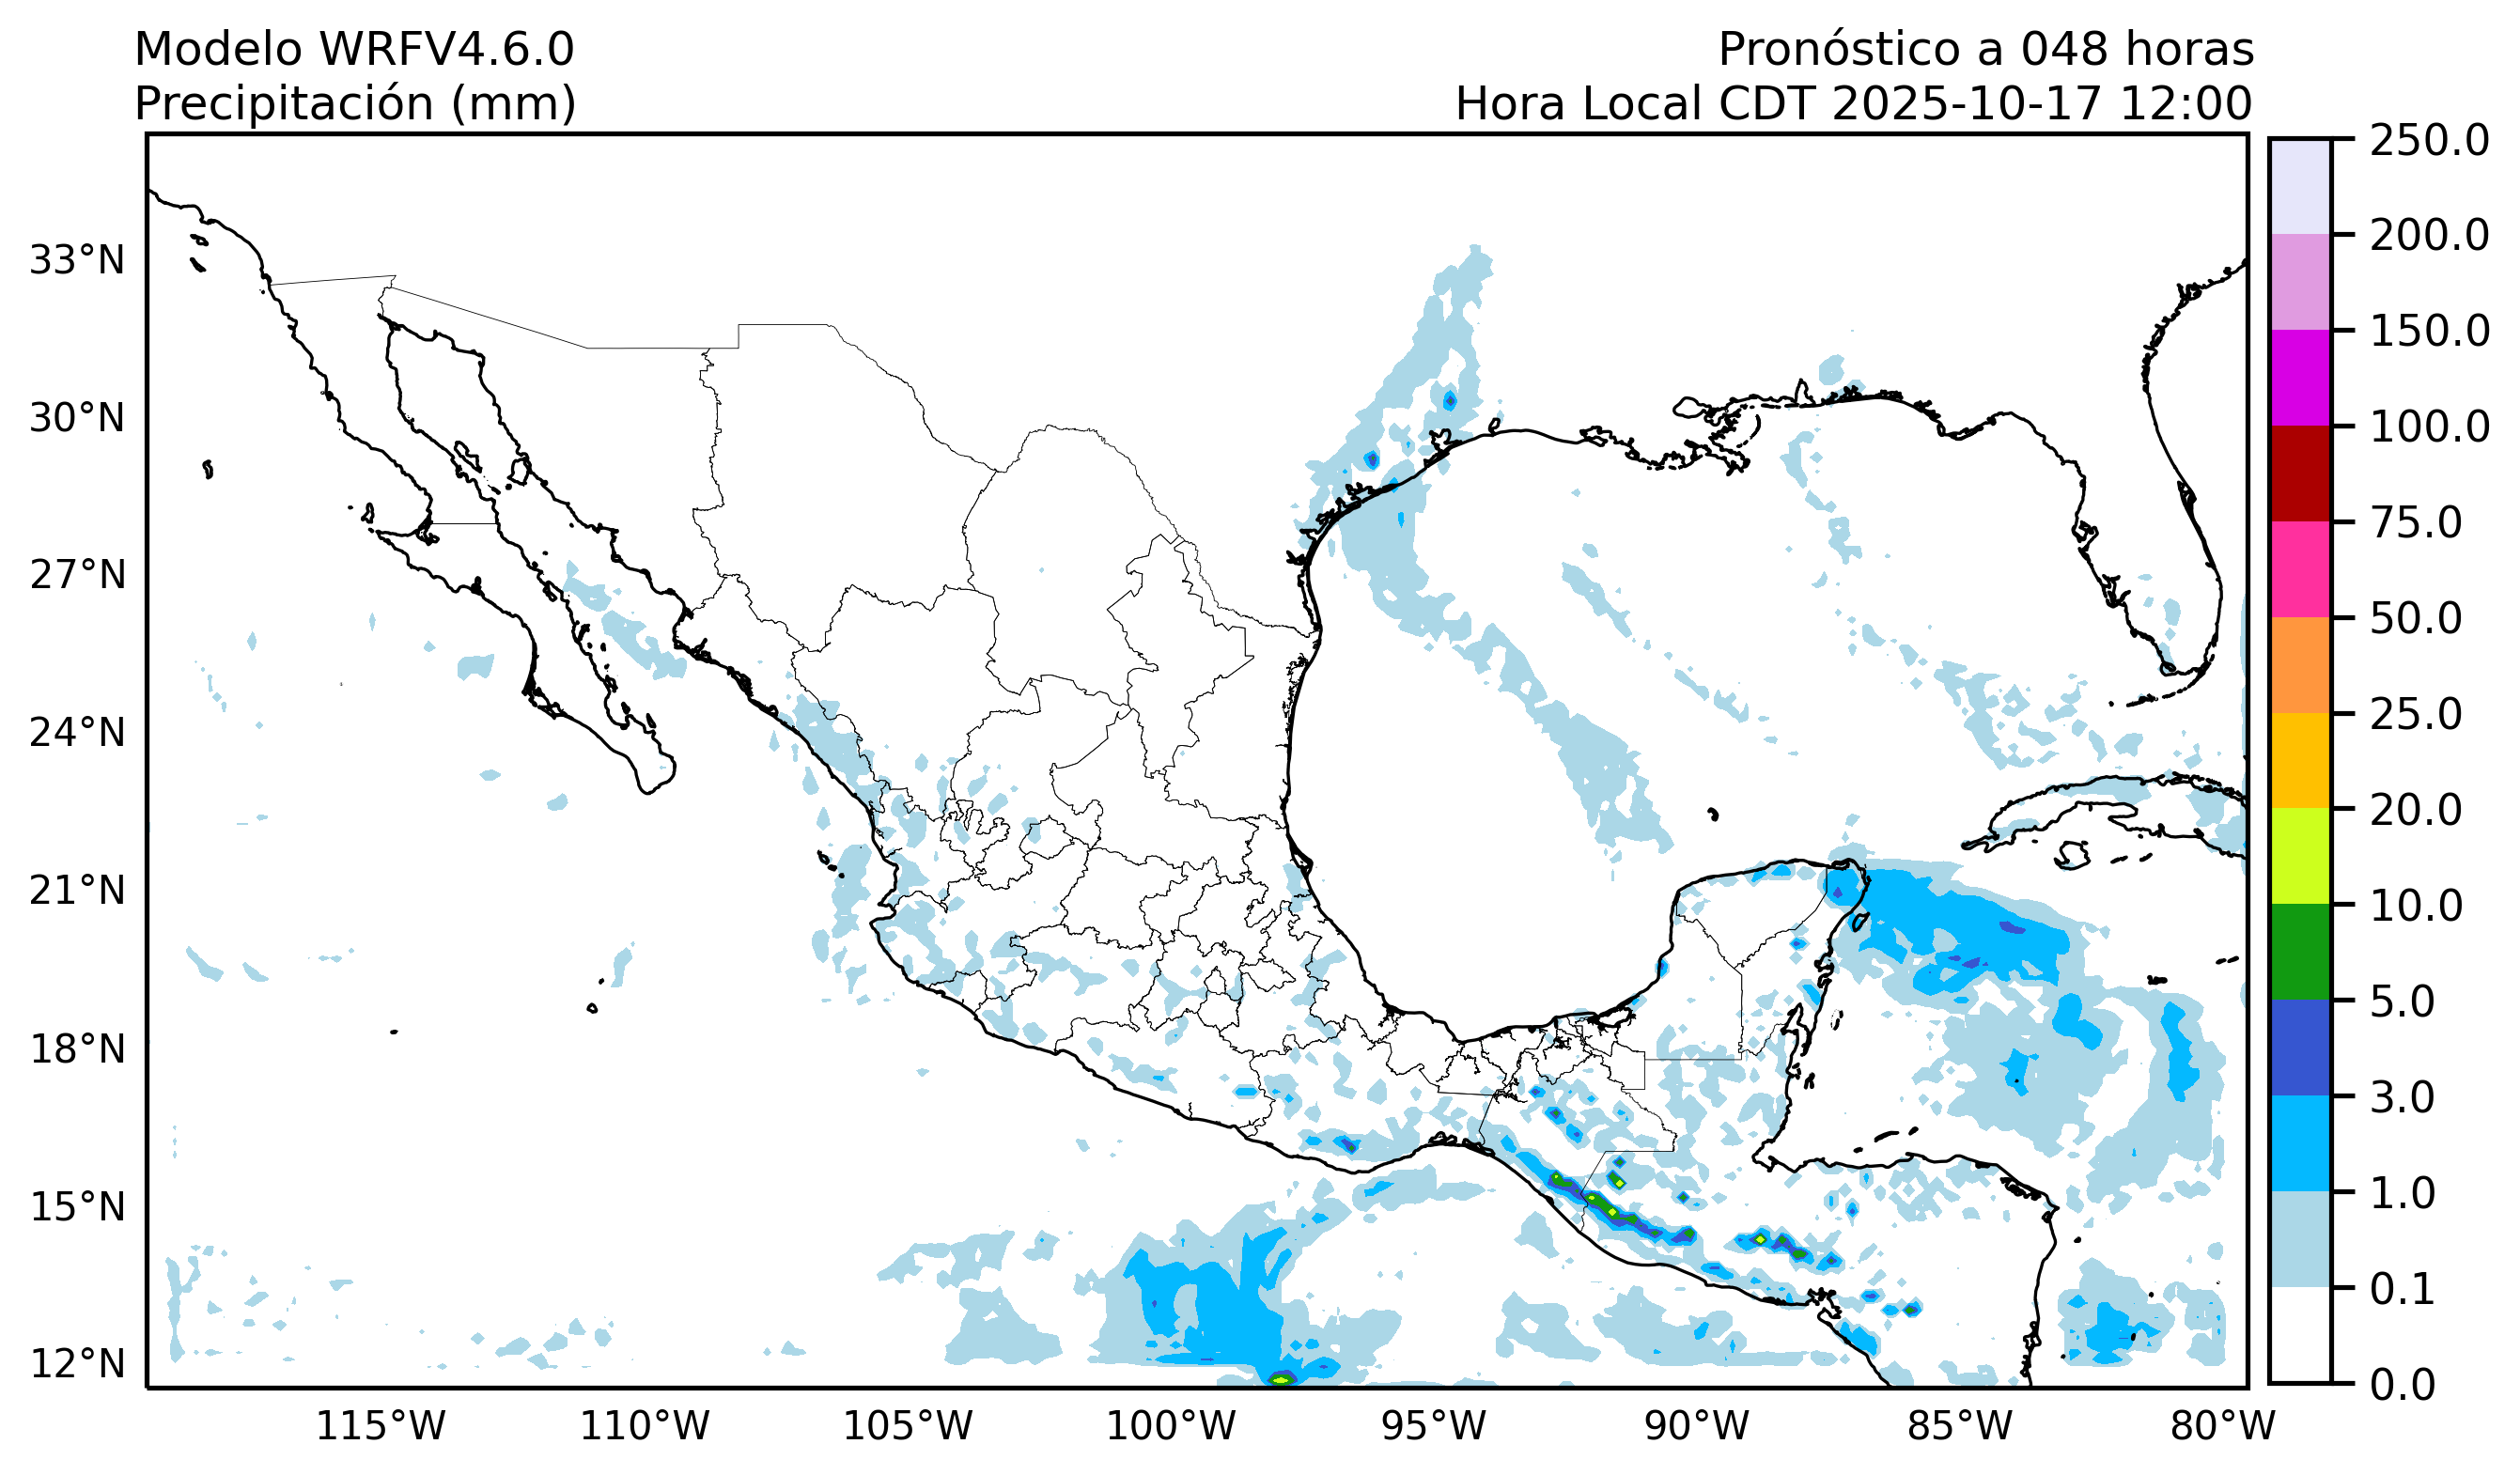 Modelo WRFV4.6.0
Precipitación (mm)
Pronóstico a 048 horas
Hora Local CDT 2025-10-17 12:00
33°N
30°N
27°N
24°N
21°N
18°N
15°N
12°N
115°W
110°W
105°W
100°W
95°W
90°W
85°W
80°W
250.0
200.0
150.0
100.0
75.0
50.0
25.0
20.0
10.0
5.0
3.0
1.0
0.1
0.0